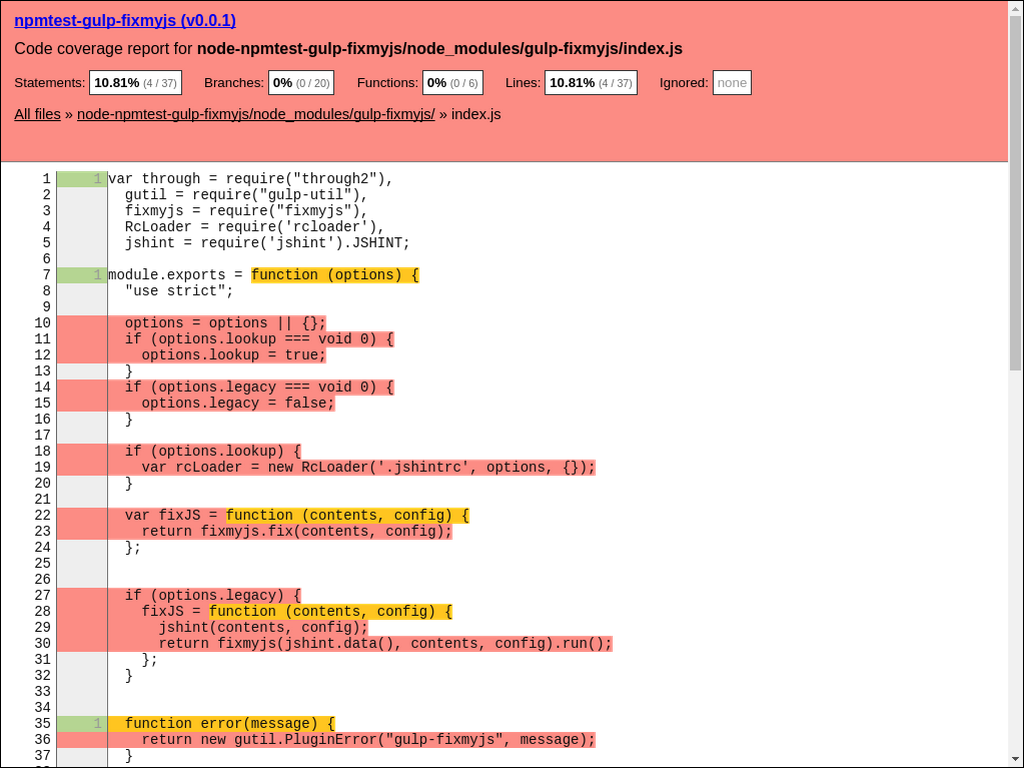 npmtest-gulp-fixmyjs (v0.0.1)
Code coverage report for node-npmtest-gulp-fixmyjs/node_modules/gulp-fixmyjs/index.js
Statements: 10.81% (4 / 37) Branches: 0% (0 / 20) Functions: 0% (0 / 6) Lines: 10.81% (4 / 37) Ignored: none
All files » node-npmtest-gulp-fixmyjs/node_modules/gulp-fixmyjs/ » index.js
1 1 var through = require("through2"),
2   gutil = require("gulp-util"),
3   fixmyjs = require("fixmyjs"),
4   RcLoader = require('rcloader'),
5   jshint = require('jshint').JSHINT;
6
7 1 module.exports = function (options) {
8   "use strict";
9
10   options = options || {};
11   if (options.lookup === void 0) {
12     options.lookup = true;
13   }
14   if (options.legacy === void 0) {
15     options.legacy = false;
16   }
17
18   if (options.lookup) {
19     var rcLoader = new RcLoader('.jshintrc', options, {});
20   }
21
22   var fixJS = function (contents, config) {
23     return fixmyjs.fix(contents, config);
24   };
25
26
27   if (options.legacy) {
28     fixJS = function (contents, config) {
29       jshint(contents, config);
30       return fixmyjs(jshint.data(), contents, config).run();
31     };
32   }
33
34
35 1   function error(message) {
36     return new gutil.PluginError("gulp-fixmyjs", message);
37   }